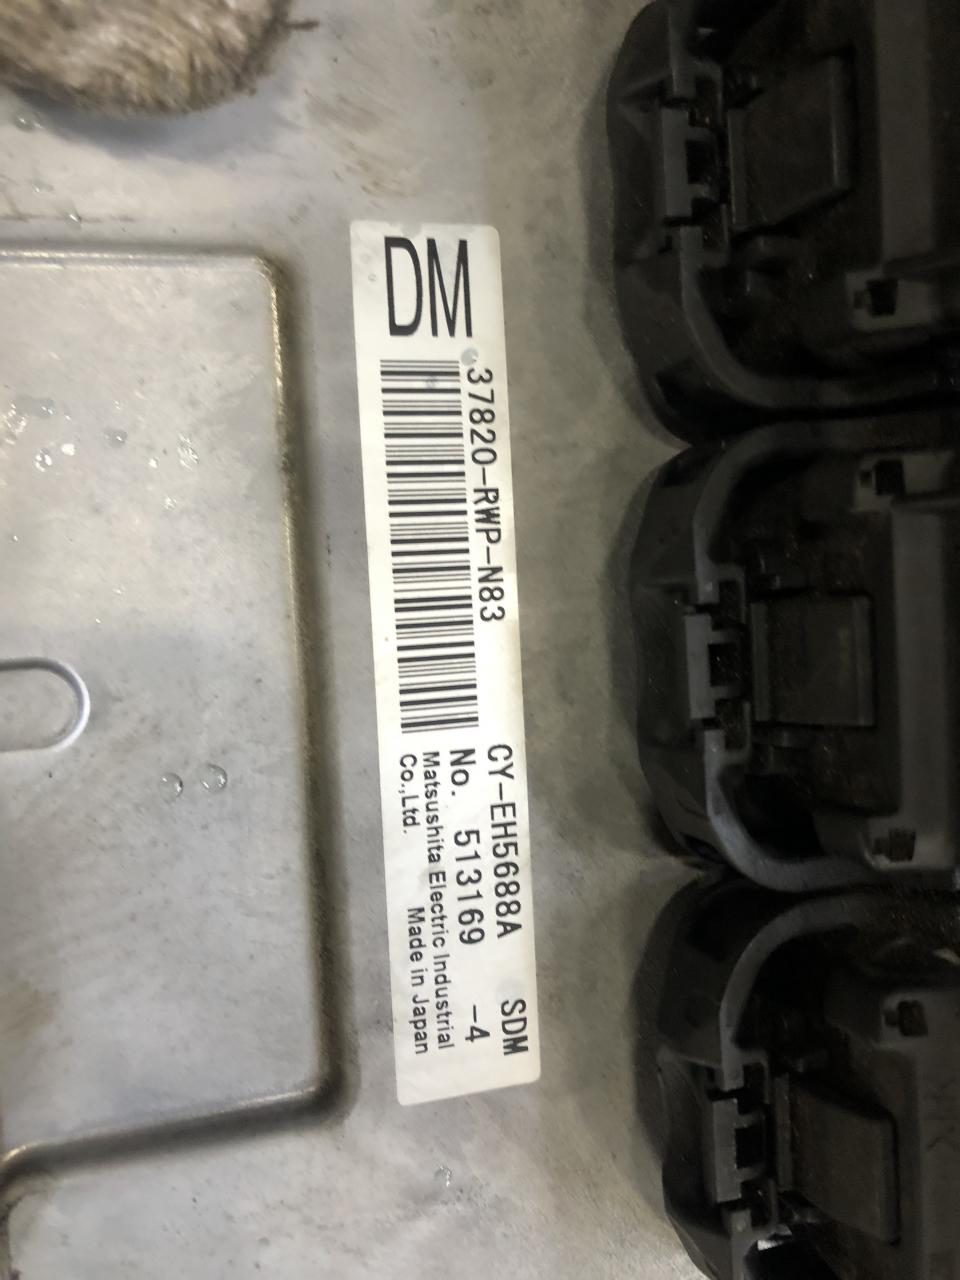 DM
37820-RWP-N83
CY-EH5688A SDM
No. 513169 -4
Matsushita Electric Industrial
Co.,Ltd. Made in Japan